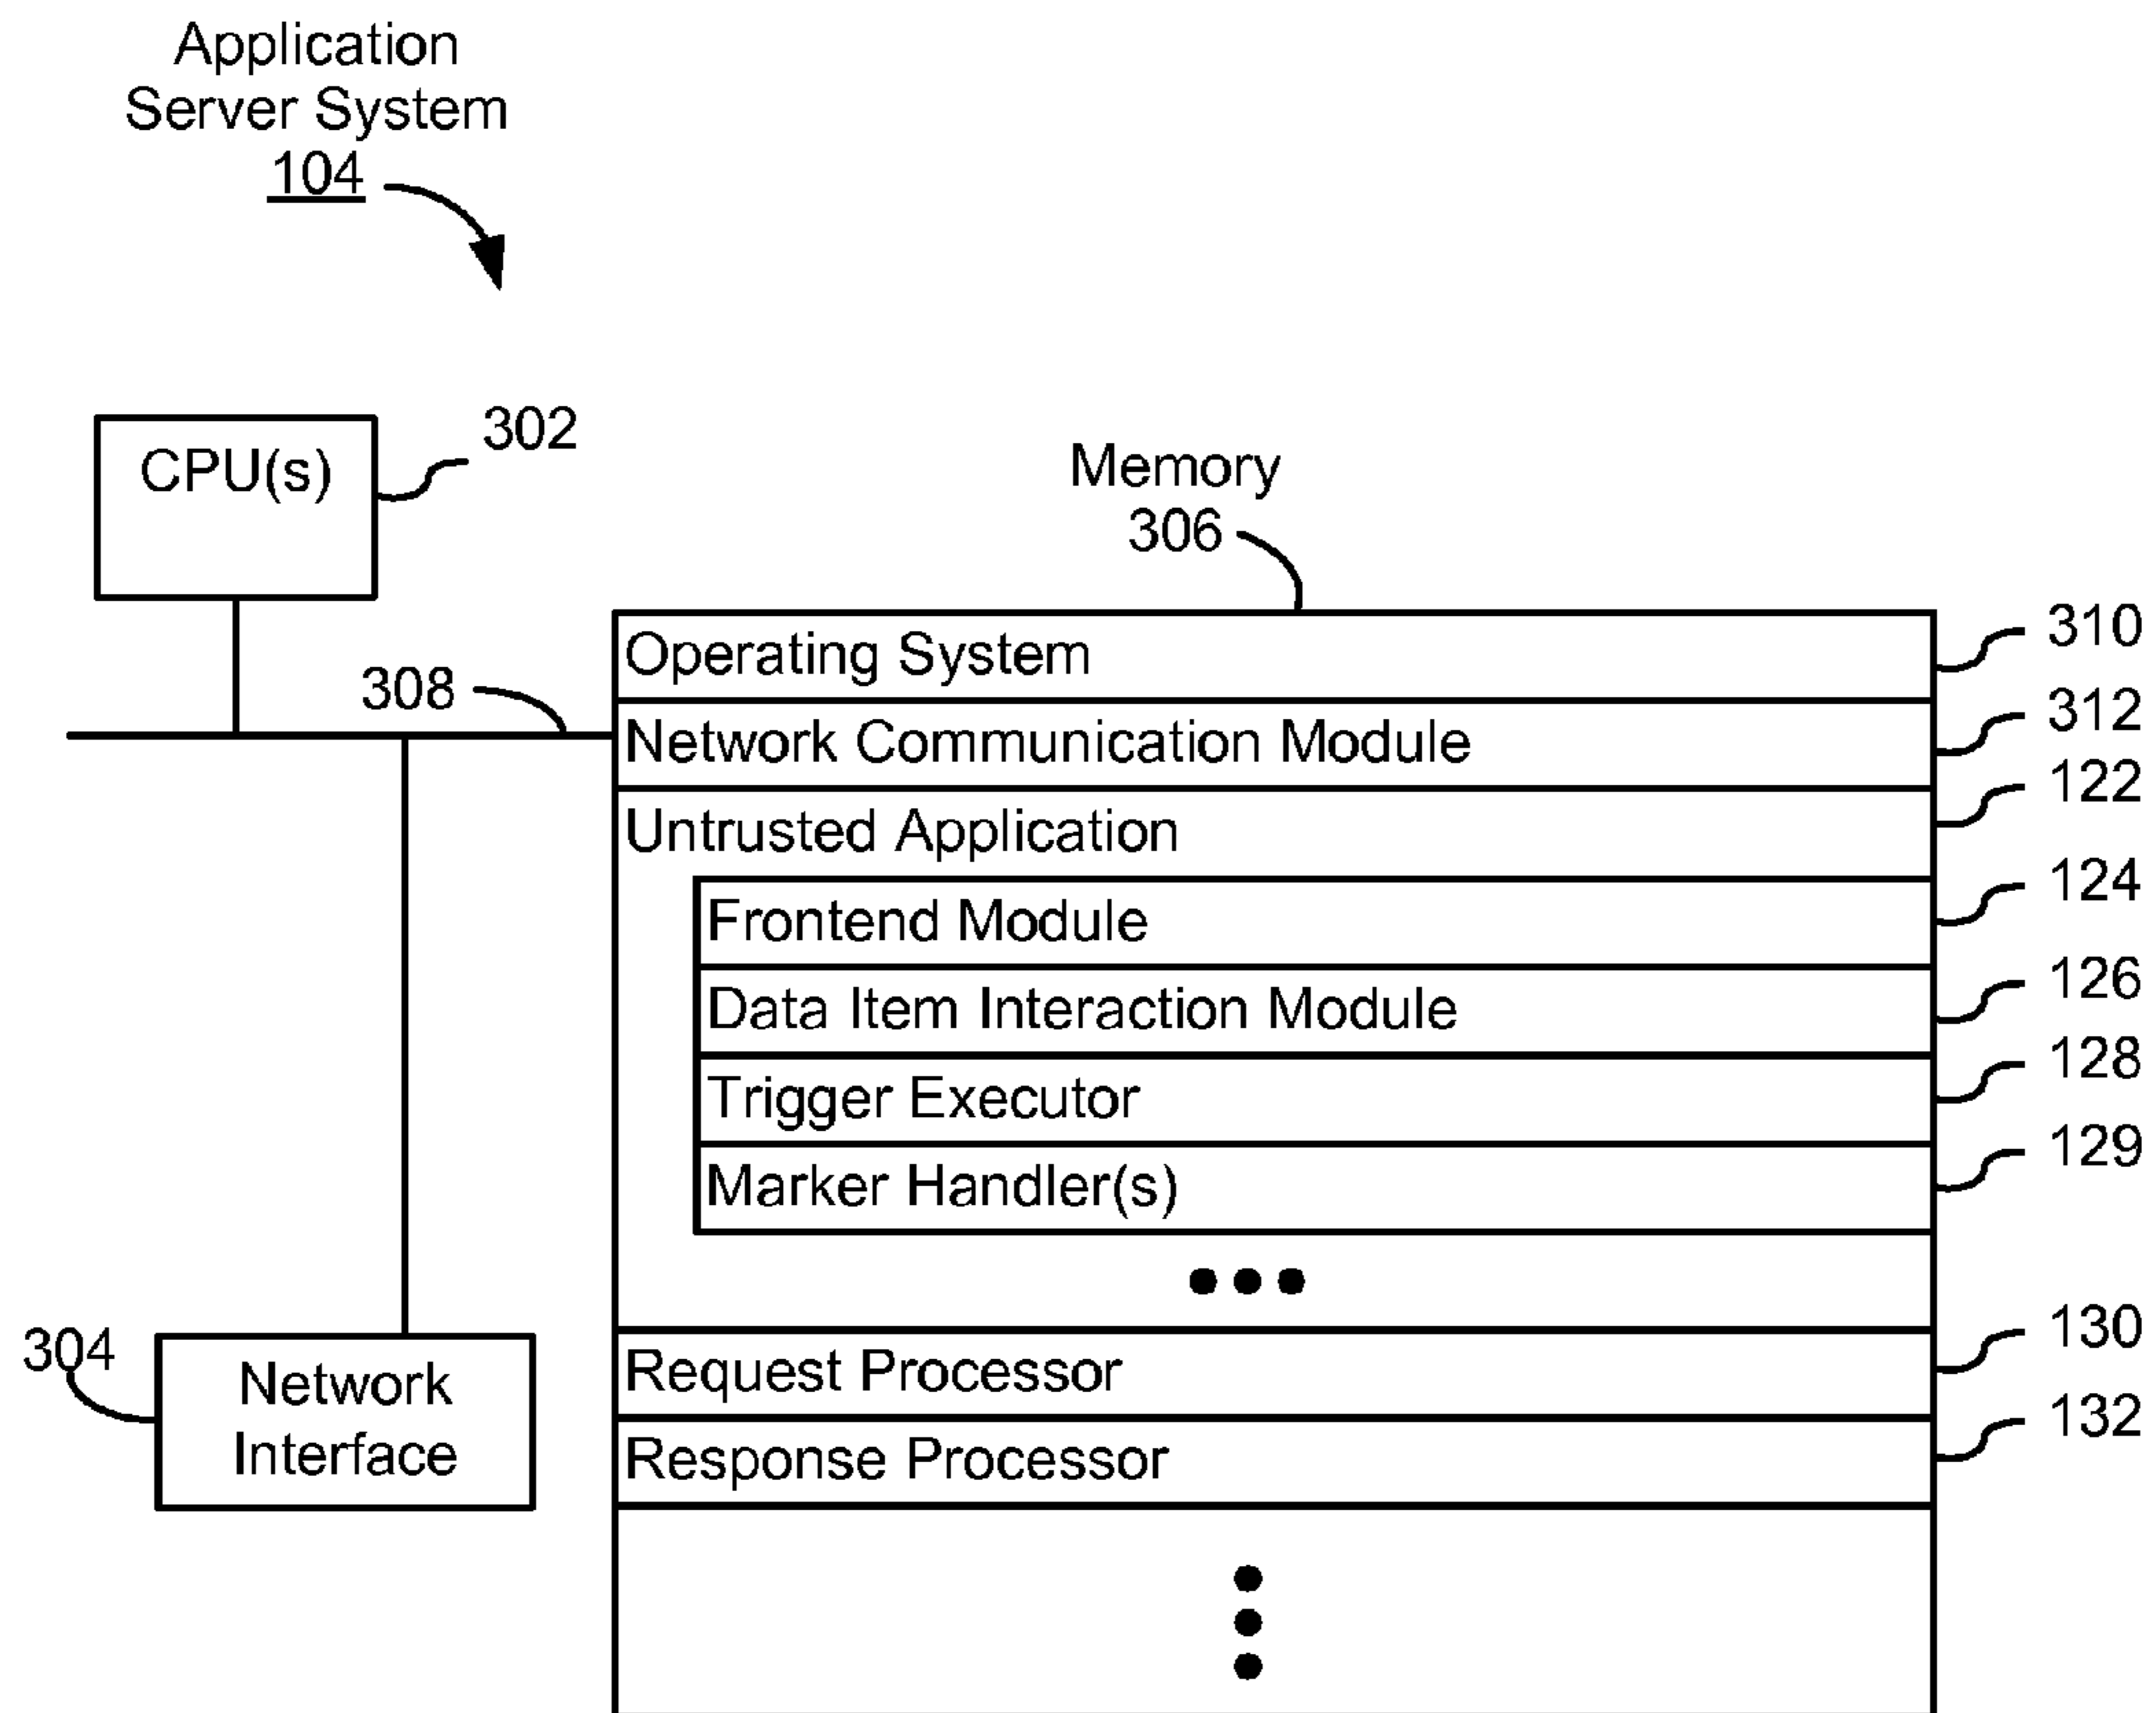 Application
Server System
104
CPU(s)
302
Memory
306
308
Operating System
310
Network Communication Module
312
Untrusted Application
122
Frontend Module
124
Data Item Interaction Module
126
Trigger Executor
128
Marker Handler(s)
129
304
Network
Interface
Request Processor
130
Response Processor
132